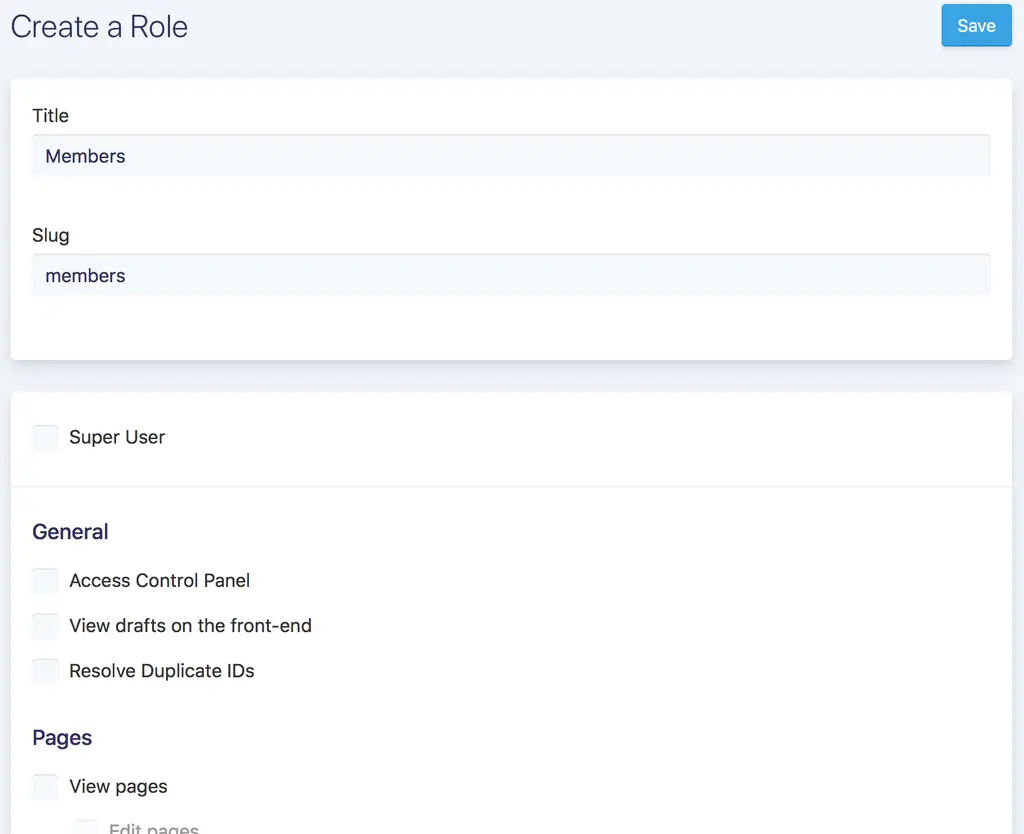 Create a Role
Save
Title
Members
Slug
members
Super User
General
Access Control Panel
View drafts on the front-end
Resolve Duplicate IDs
Pages
View pages
Edit pages